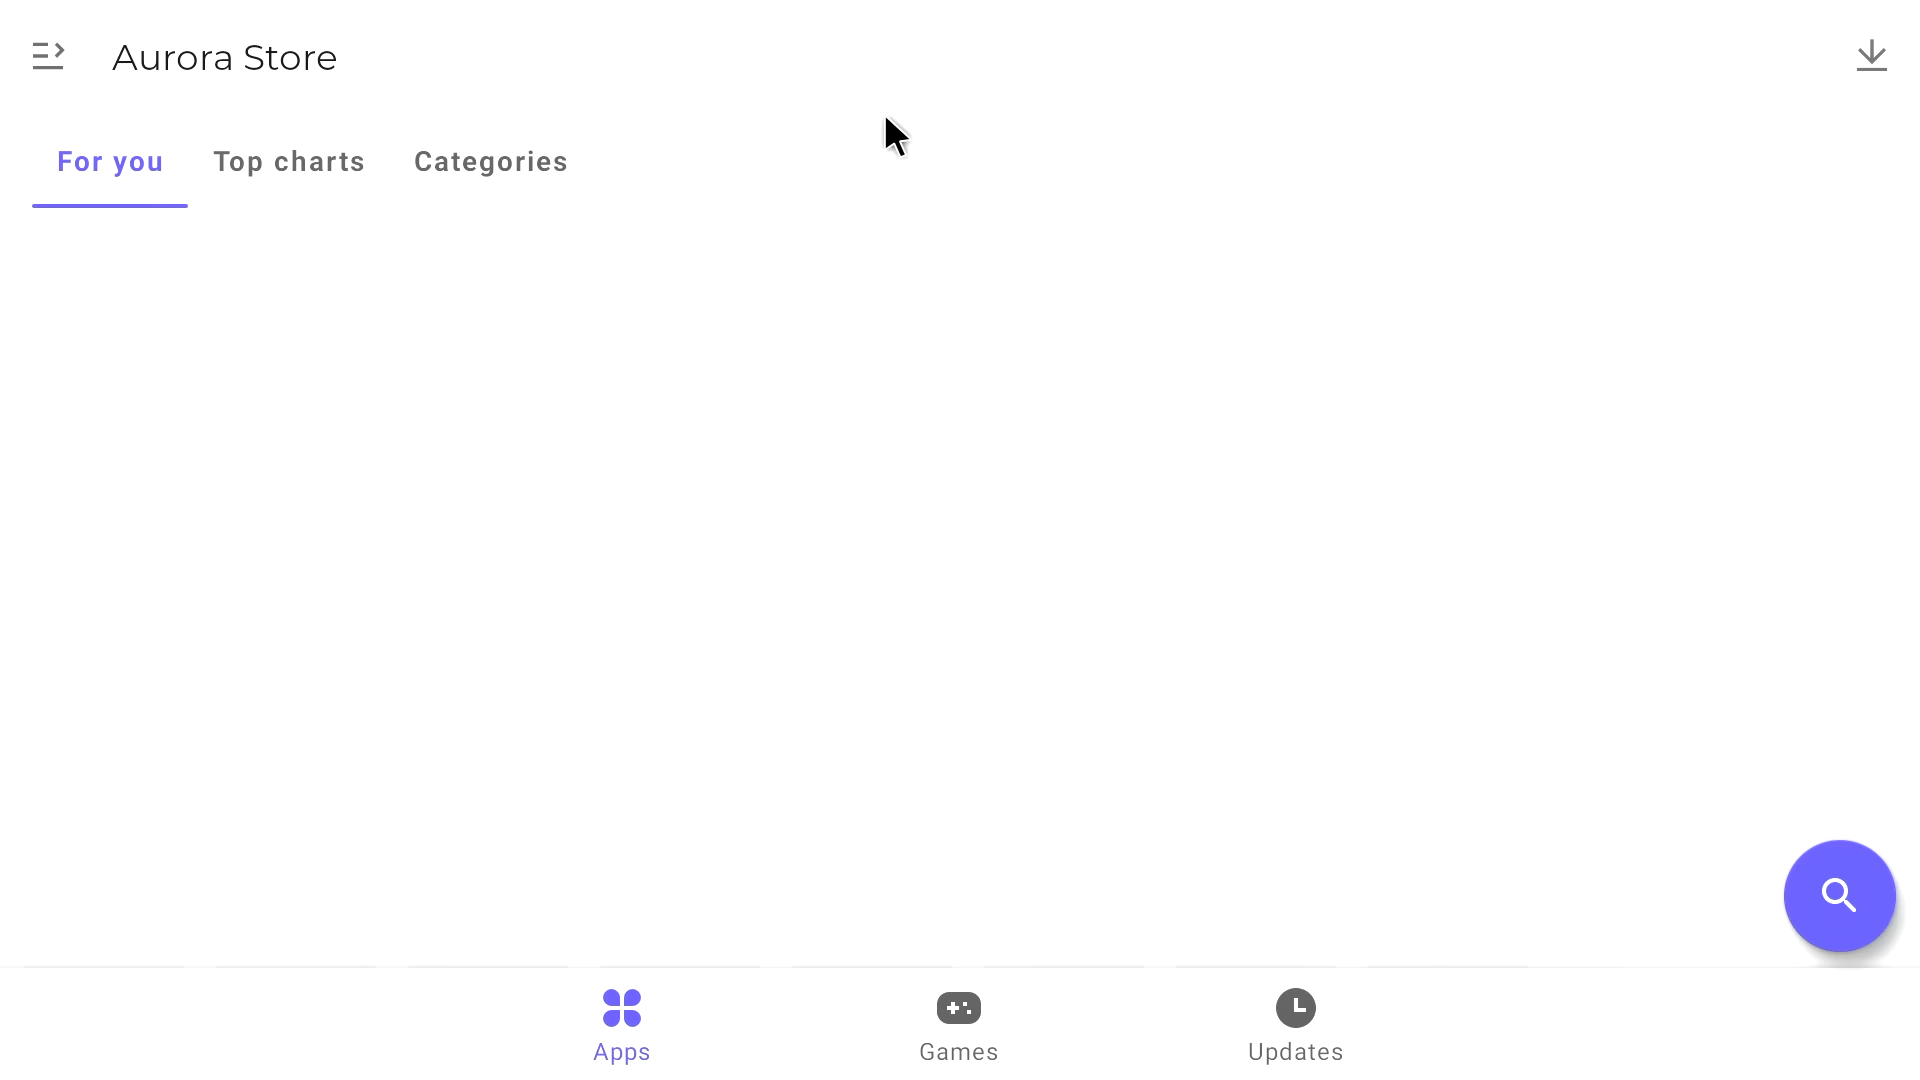 Aurora Store
For you
Top charts
Categories
Apps
Games
Updates